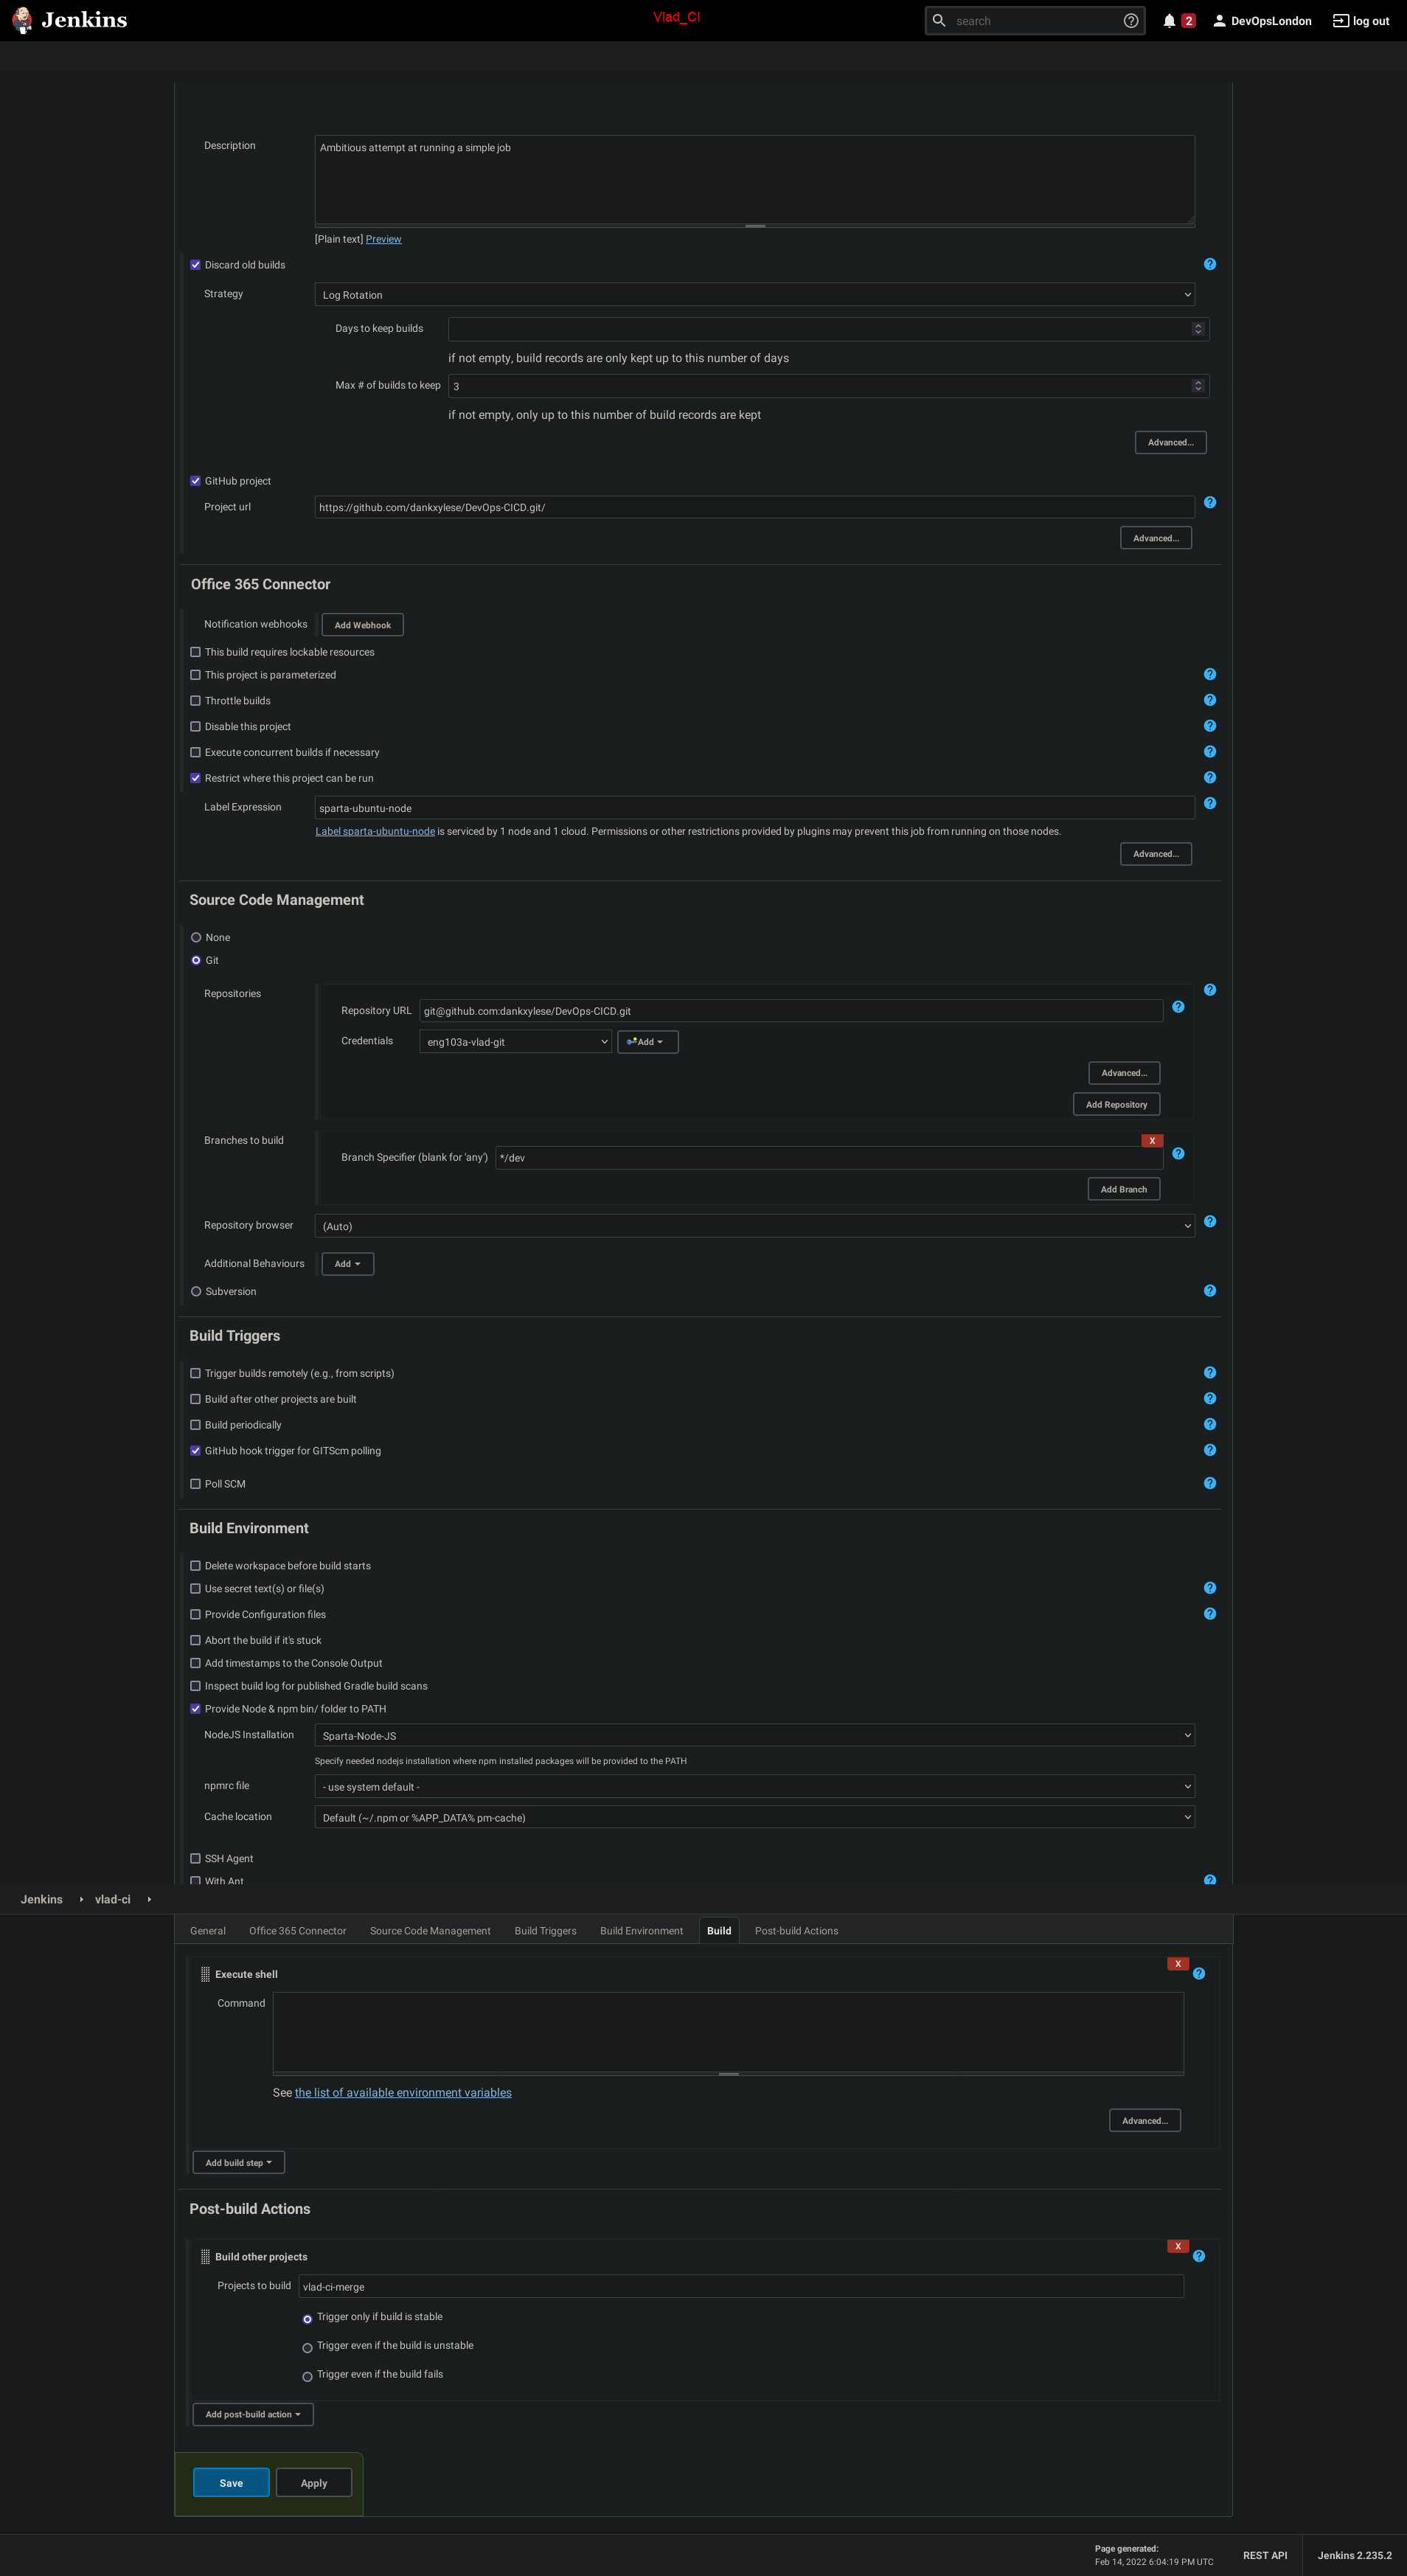 Jenkins
Vlad_CI
search
2
DevOpsLondon
log out
Description
Ambitious attempt at running a simple job
[Plain text] Preview
Discard old builds
Strategy
Log Rotation
Days to keep builds
if not empty, build records are only kept up to this number of days
Max # of builds to keep
3
if not empty, only up to this number of build records are kept
Advanced...
GitHub project
Project url
https://github.com/dankxylese/DevOps-CICD.git/
Advanced...
Office 365 Connector
Notification webhooks
Add Webhook
This build requires lockable resources
This project is parameterized
Throttle builds
Disable this project
Execute concurrent builds if necessary
Restrict where this project can be run
Label Expression
sparta-ubuntu-node
Label sparta-ubuntu-node is serviced by 1 node and 1 cloud. Permissions or other restrictions provided by plugins may prevent this job from running on those nodes.
Advanced...
Source Code Management
None
Git
Repositories
Repository URL
git@github.com:dankxylese/DevOps-CICD.git
Credentials
eng103a-vlad-git
Add
Advanced...
Add Repository
Branches to build
X
Branch Specifier (blank for 'any')
*/dev
Add Branch
Repository browser
(Auto)
Additional Behaviours
Add
Subversion
Build Triggers
Trigger builds remotely (e.g., from scripts)
Build after other projects are built
Build periodically
GitHub hook trigger for GITScm polling
Poll SCM
Build Environment
Delete workspace before build starts
Use secret text(s) or file(s)
Provide Configuration files
Abort the build if it's stuck
Add timestamps to the Console Output
Inspect build log for published Gradle build scans
Provide Node & npm bin/ folder to PATH
NodeJS Installation
Sparta-Node-JS
Specify needed nodejs installation where npm installed packages will be provided to the PATH
npmrc file
- use system default -
Cache location
Default (~/.npm or %APP_DATA% pm-cache)
SSH Agent
With Ant
Jenkins
vlad-ci
General
Office 365 Connector
Source Code Management
Build Triggers
Build Environment
Build
Post-build Actions
X
Execute shell
Command
See the list of available environment variables
Advanced...
Add build step
Post-build Actions
X
Build other projects
Projects to build
vlad-ci-merge
Trigger only if build is stable
Trigger even if the build is unstable
Trigger even if the build fails
Add post-build action
Save
Apply
Page generated:
Feb 14, 2022 6:04:19 PM UTC
REST API
Jenkins 2.235.2